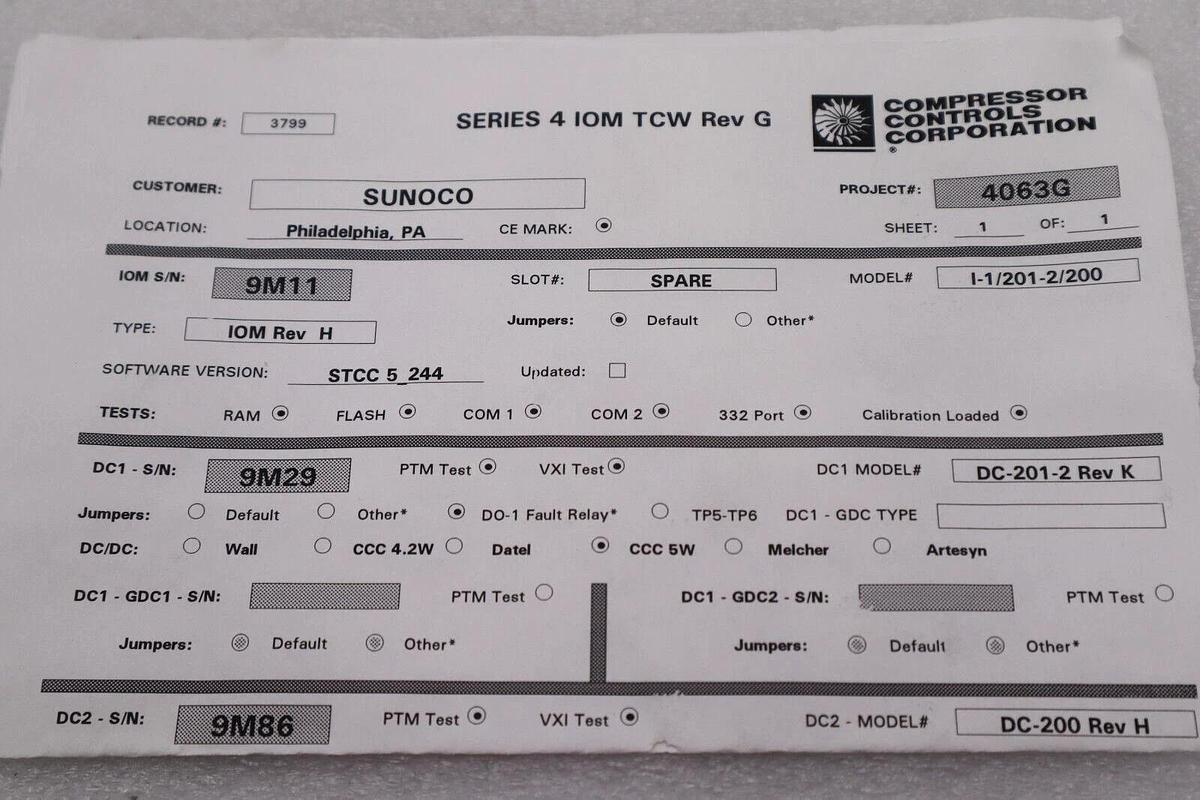 RECORD #: 3799 SERIES 4 IOM TCW Rev G
COMPRESSOR
CONTROLS
CORPORATION
®
CUSTOMER: SUNOCO PROJECT#: 4063G
LOCATION: Philadelphia, PA CE MARK: SHEET: 1 OF: 1
IOM S/N: 9M11 SLOT#: SPARE MODEL# I-1/201-2/200
TYPE: IOM Rev H Jumpers: Default Other*
SOFTWARE VERSION: STCC 5_244 Updated:
TESTS: RAM FLASH COM 1 COM 2 332 Port Calibration Loaded
DC1 - S/N: 9M29 PTM Test VXI Test DC1 MODEL# DC-201-2 Rev K
Jumpers: Default Other* DO-1 Fault Relay* TP5-TP6 DC1 - GDC TYPE
DC/DC: Wall CCC 4.2W Datel CCC 5W Melcher Artesyn
DC1 - GDC1 - S/N: PTM Test DC1 - GDC2 - S/N: PTM Test
Jumpers: Default Other* Jumpers: Default Other*
DC2 - S/N: 9M86 PTM Test VXI Test DC2 - MODEL# DC-200 Rev H